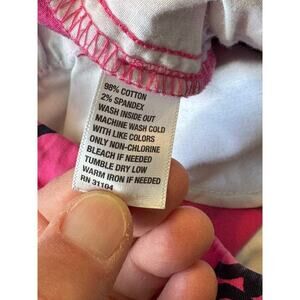 98% COTTON
2% SPANDEX
WASH INSIDE OUT
MACHINE WASH COLD
WITH LIKE COLORS
ONLY NON-CHLORINE
BLEACH IF NEEDED
TUMBLE DRY LOW
WARM IRON IF NEEDED
RN 31104